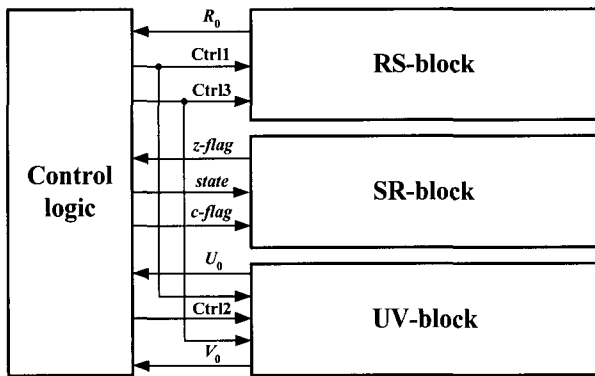 R₀
Ctrl1
RS-block
Ctrl3
z-flag
Control
logic
state
SR-block
c-flag
U₀
Ctrl2
UV-block
V₀